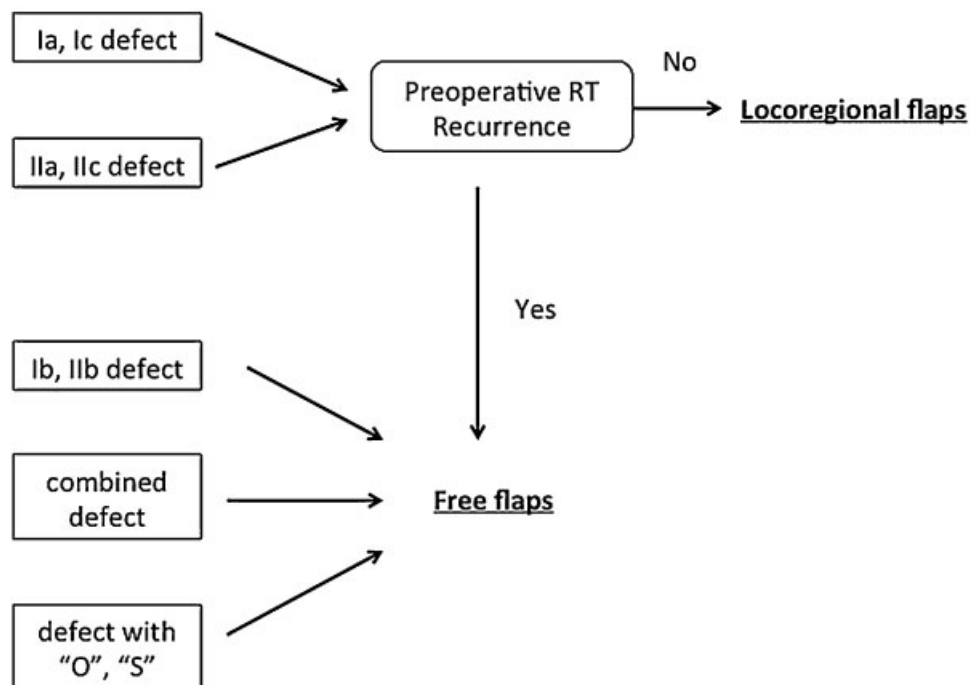 Ia, Ic defect
IIa, IIc defect
Preoperative RT
Recurrence
No
Locoregional flaps
Yes
Ib, IIb defect
combined
defect
Free flaps
defect with
“O”, “S”